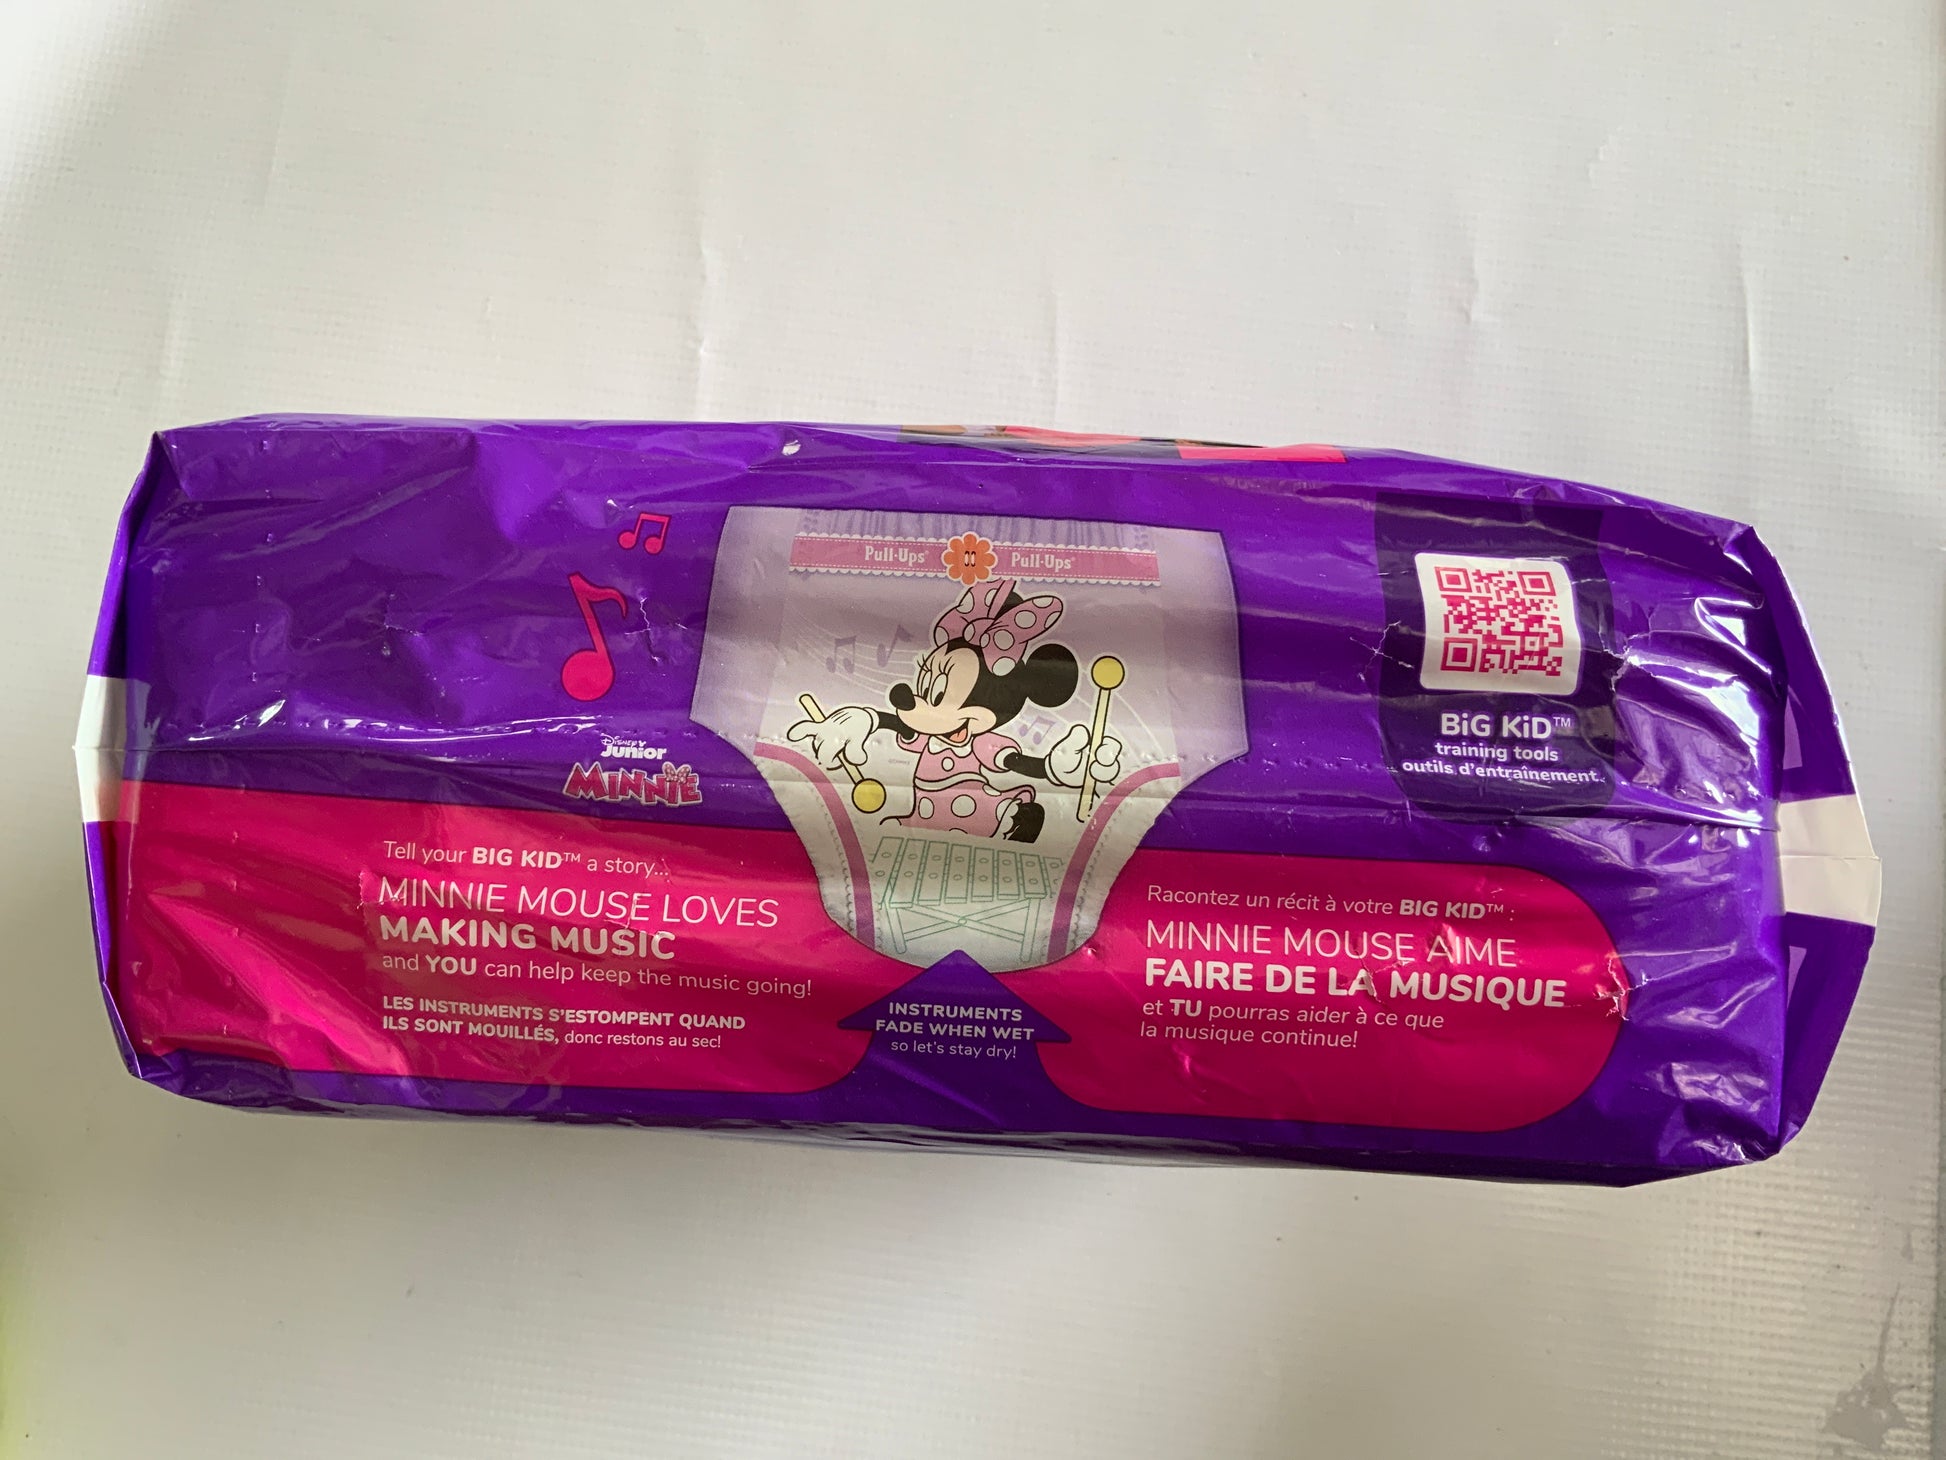 Pull-Ups® Pull-Ups®
Disney
Junior
MINNIE
BiG KiD™
training tools
outils d'entraînement
Tell your BIG KID™ a story...
MINNIE MOUSE LOVES
MAKING MUSIC
and YOU can help keep the music going!
LES INSTRUMENTS S'ESTOMPENT QUAND
ILS SONT MOUILLÉS, donc restons au sec!
INSTRUMENTS
FADE WHEN WET
so let's stay dry!
Racontez un récit à votre BIG KID™ :
MINNIE MOUSE AIME
FAIRE DE LA MUSIQUE
et TU pourras aider à ce que
la musique continue!